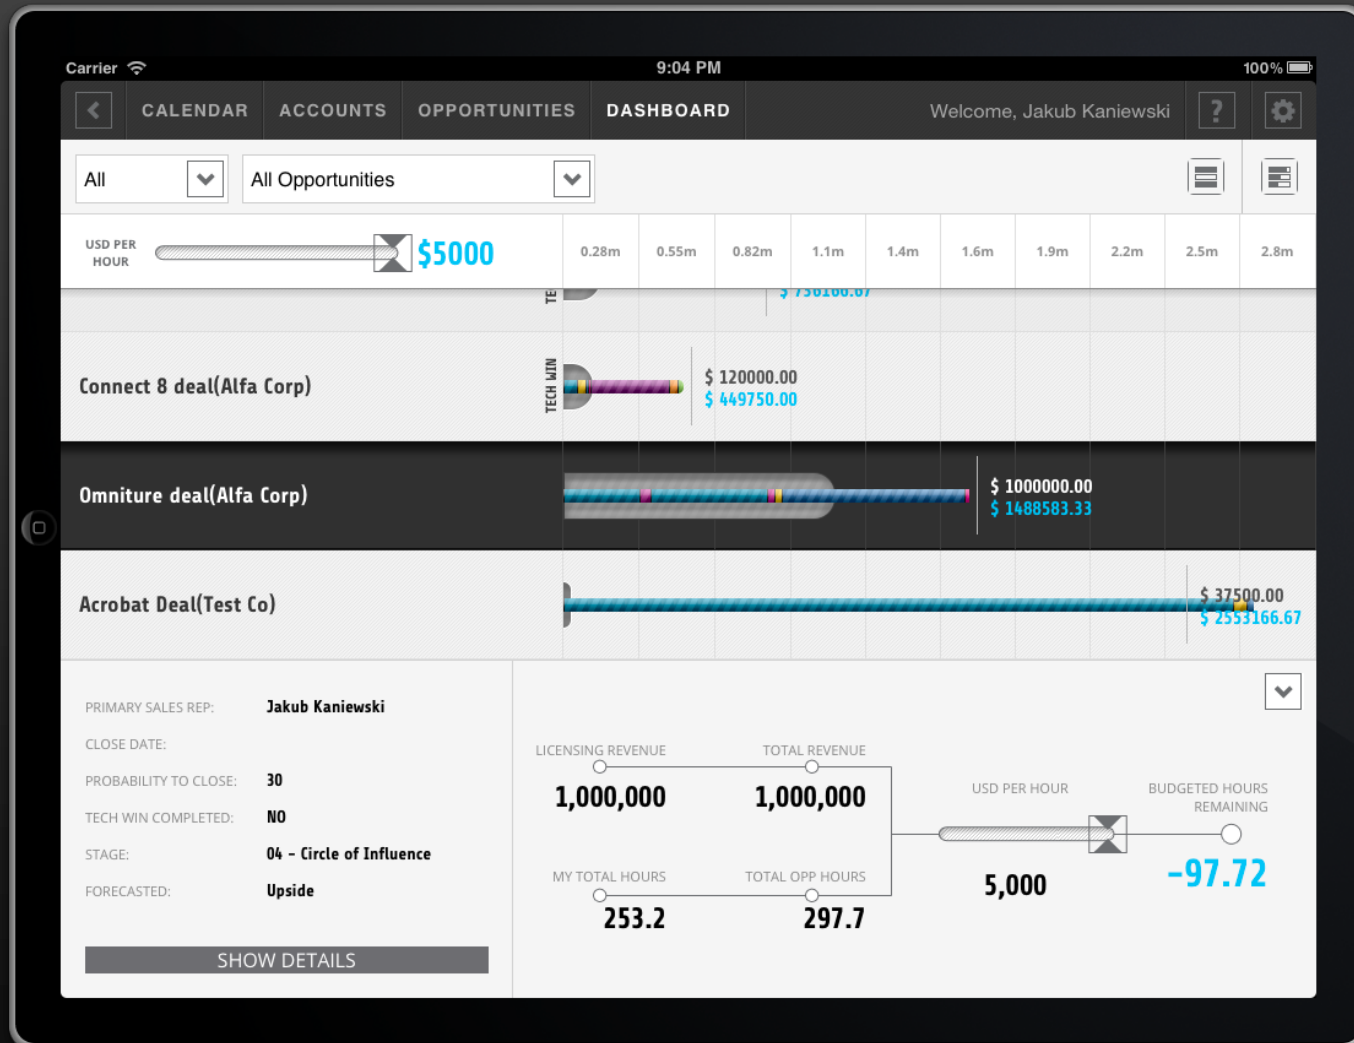 Carrier 9:04 PM 100%
CALENDAR ACCOUNTS OPPORTUNITIES DASHBOARD Welcome, Jakub Kaniewski ?
All All Opportunities
USD PER
HOUR
$5000
0.28m 0.55m 0.82m 1.1m 1.4m 1.6m 1.9m 2.2m 2.5m 2.8m
$ 736166.67
Connect 8 deal(Alfa Corp)
TECH WIN
$ 120000.00
$ 449750.00
Omniture deal(Alfa Corp)
$ 1000000.00
$ 1488583.33
Acrobat Deal(Test Co)
$ 37500.00
$ 2553166.67
PRIMARY SALES REP: Jakub Kaniewski
CLOSE DATE:
PROBABILITY TO CLOSE: 30
TECH WIN COMPLETED: NO
STAGE: 04 - Circle of Influence
FORECASTED: Upside
SHOW DETAILS
LICENSING REVENUE TOTAL REVENUE
1,000,000 1,000,000
MY TOTAL HOURS TOTAL OPP HOURS
253.2 297.7
USD PER HOUR
5,000
BUDGETED HOURS
REMAINING
-97.72